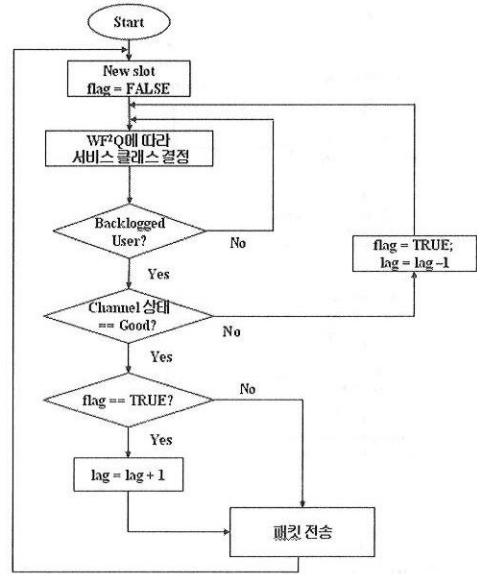 Start
New slot
flag = FALSE
WF²Q에 따라
서비스 클래스 결정
Backlogged
User?
No
Yes
flag = TRUE;
lag = lag –1
Channel 상태
== Good?
No
Yes
flag == TRUE?
No
Yes
lag = lag + 1
패킷 전송